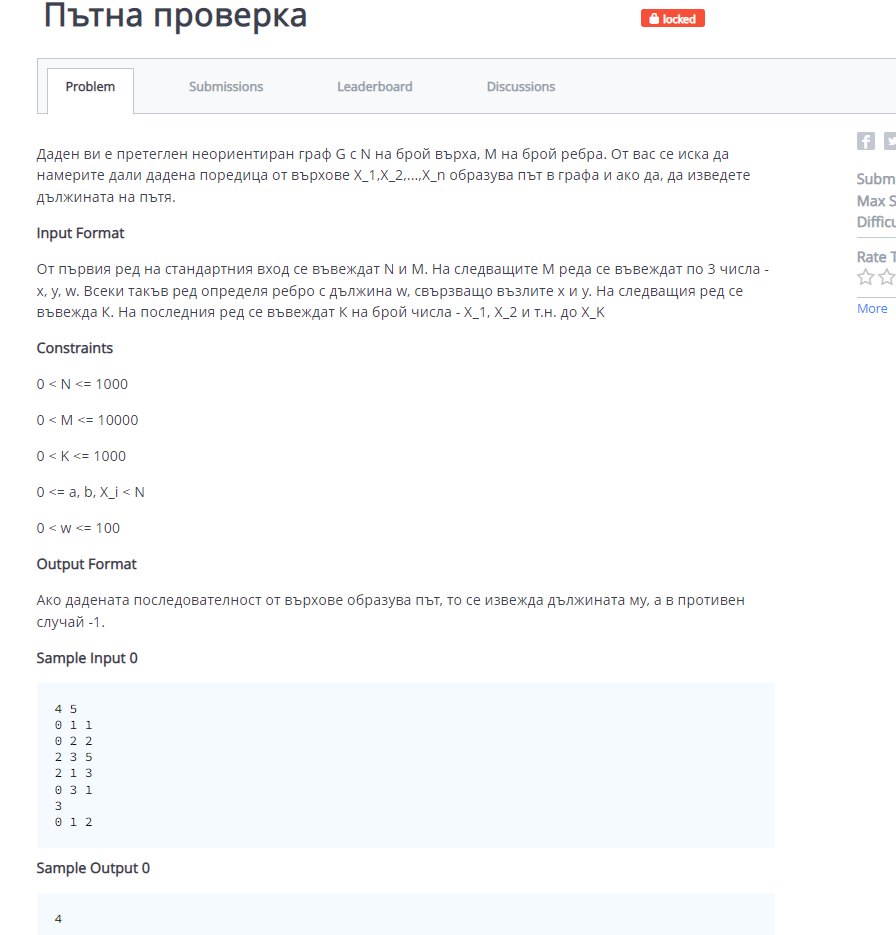 Пътна проверка
locked
Problem
Submissions
Leaderboard
Discussions
Даден ви е претеглен неориентиран граф G с N на брой върха, M на брой ребра. От вас се иска да
намерите дали дадена поредица от върхове X_1,X_2,...,X_n образува път в графа и ако да, да изведете
дължината на пътя.
Input Format
От първия ред на стандартния вход се въвеждат N и M. На следващите M реда се въвеждат по 3 числа -
x, y, w. Всеки такъв ред определя ребро с дължина w, свързващо възлите x и y. На следващия ред се
въвежда К. На последния ред се въвеждат К на брой числа - X_1, X_2 и т.н. до X_K
Constraints
0 < N <= 1000
0 < M <= 10000
0 < K <= 1000
0 <= a, b, X_i < N
0 < w <= 100
Output Format
Ако дадената последователност от върхове образува път, то се извежда дължината му, а в противен
случай -1.
Sample Input 0
4 5
0 1 1
0 2 2
2 3 5
2 1 3
0 3 1
3
0 1 2
Sample Output 0
4
Subm
Max S
Difficu
Rate T
More